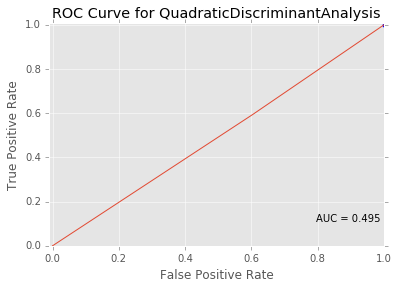 ROC Curve for QuadraticDiscriminantAnalysis
1.0
0.8
0.6
0.4
0.2
0.0
True Positive Rate
AUC = 0.495
0.0 0.2 0.4 0.6 0.8 1.0
False Positive Rate